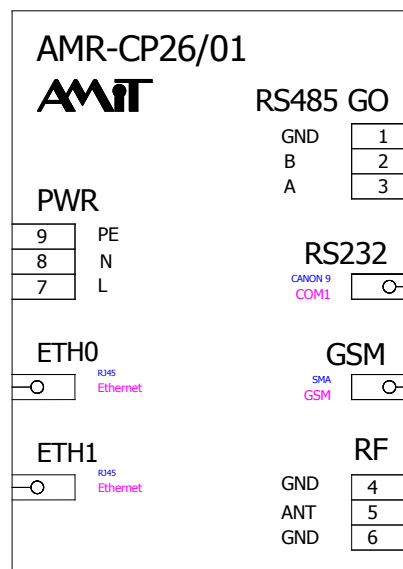 AMR-CP26/01
AMiT
RS485 GO
GND 1
B 2
A 3
PWR
9 PE
8 N
7 L
RS232
CANON 9
COM1
ETH0
RJ45
Ethernet
GSM
SMA
GSM
ETH1
RJ45
Ethernet
RF
GND 4
ANT 5
GND 6